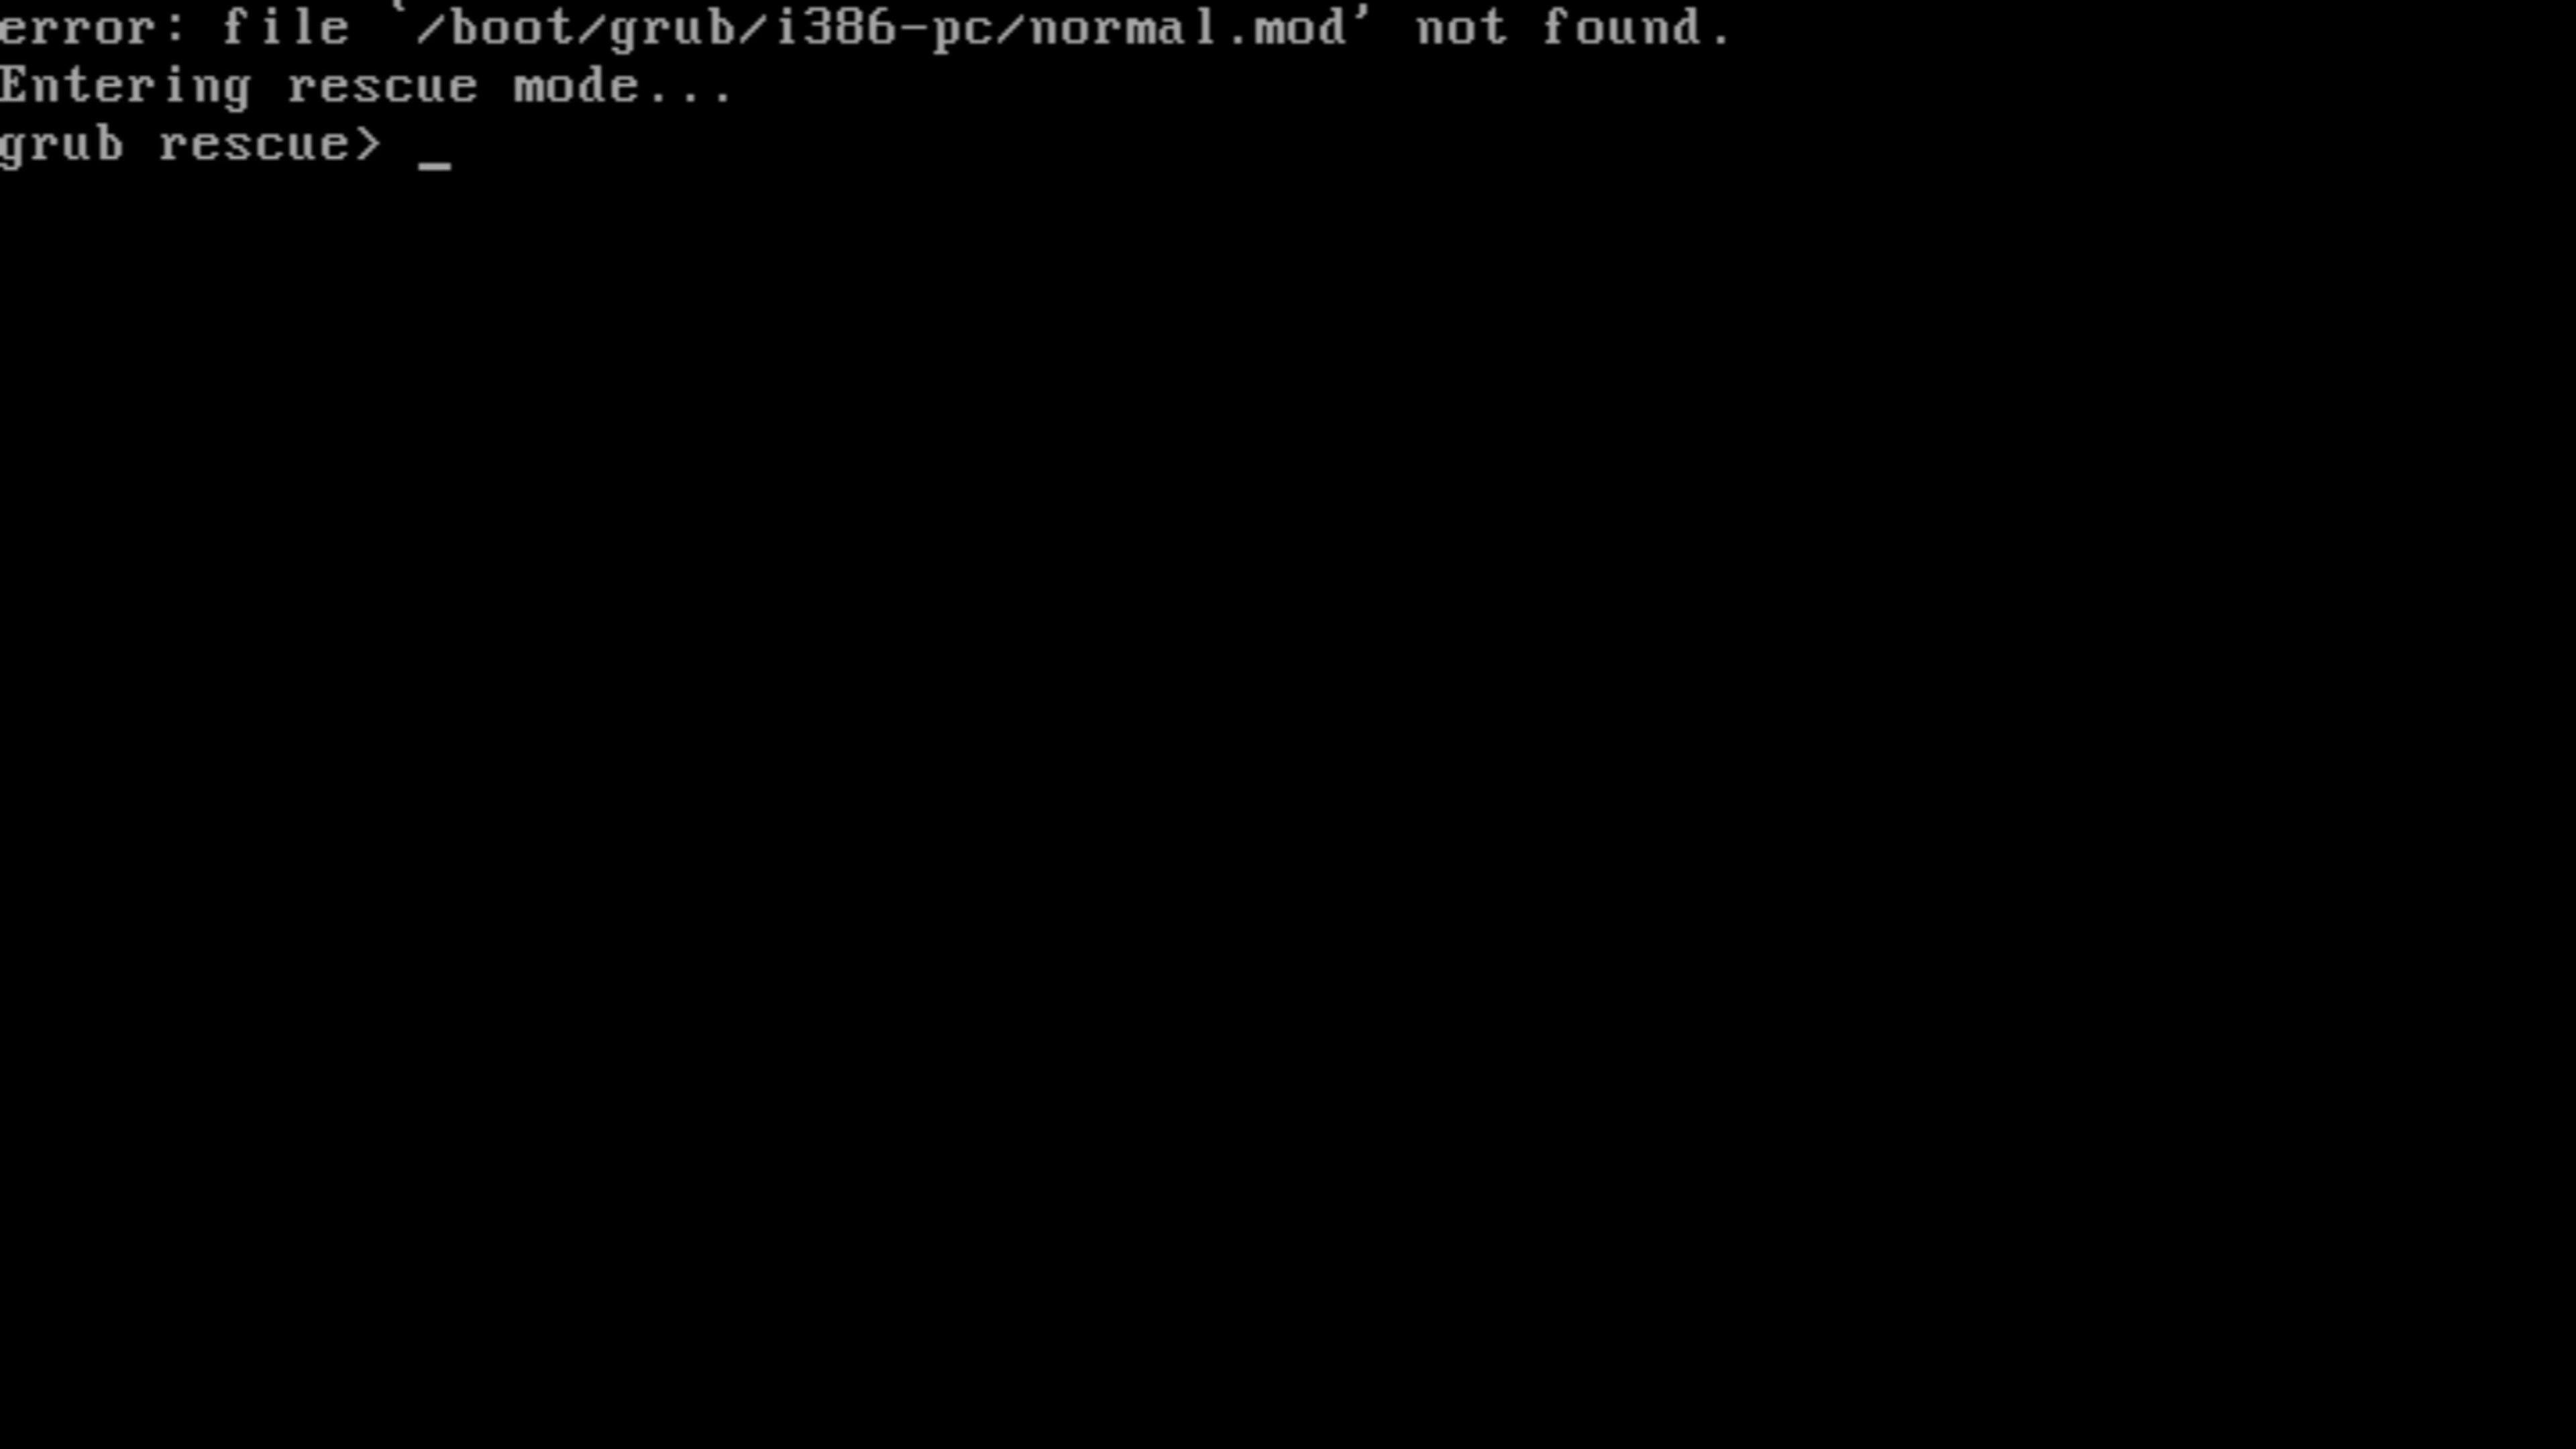 error: file `/boot/grub/i386-pc/normal.mod' not found.
Entering rescue mode...
grub rescue> _